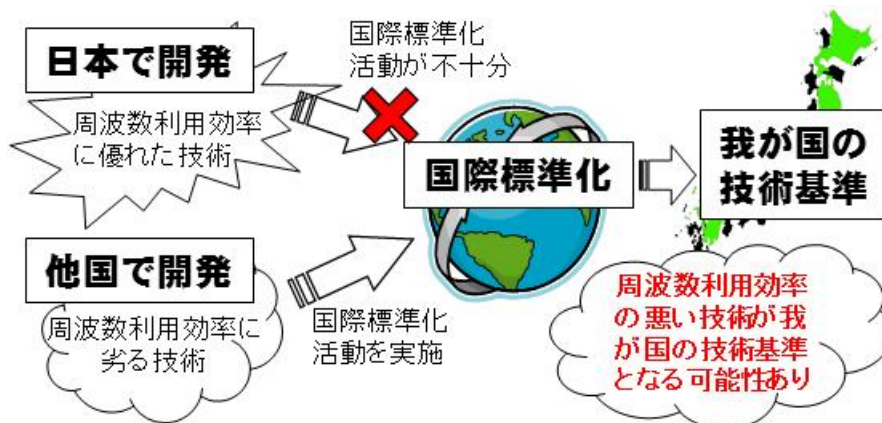 日本で開発
周波数利用効率
に優れた技術
国際標準化
活動が不十分
他国で開発
周波数利用効率に
劣る技術
国際標準化
活動を実施
国際標準化
我が国の
技術基準
周波数利用効率
の悪い技術が我
が国の技術基準
となる可能性あり